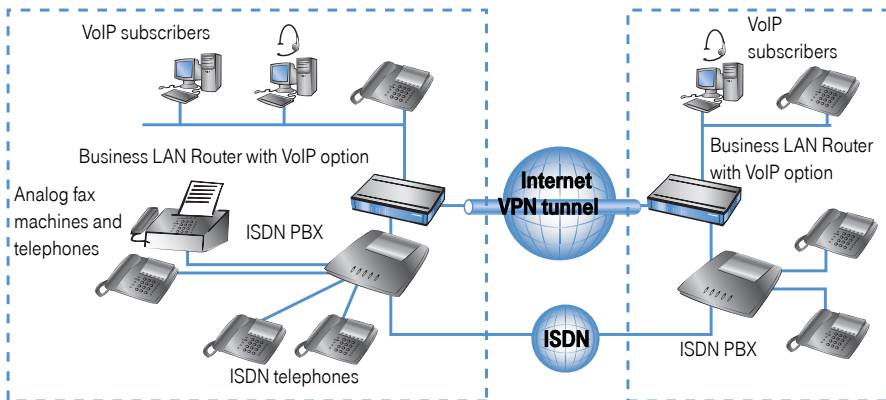 VoIP subscribers
VoIP
subscribers
Business LAN Router with VoIP option
Business LAN Router
with VoIP option
Internet
VPN tunnel
Analog fax
machines and
telephones
ISDN PBX
ISDN
ISDN PBX
ISDN telephones